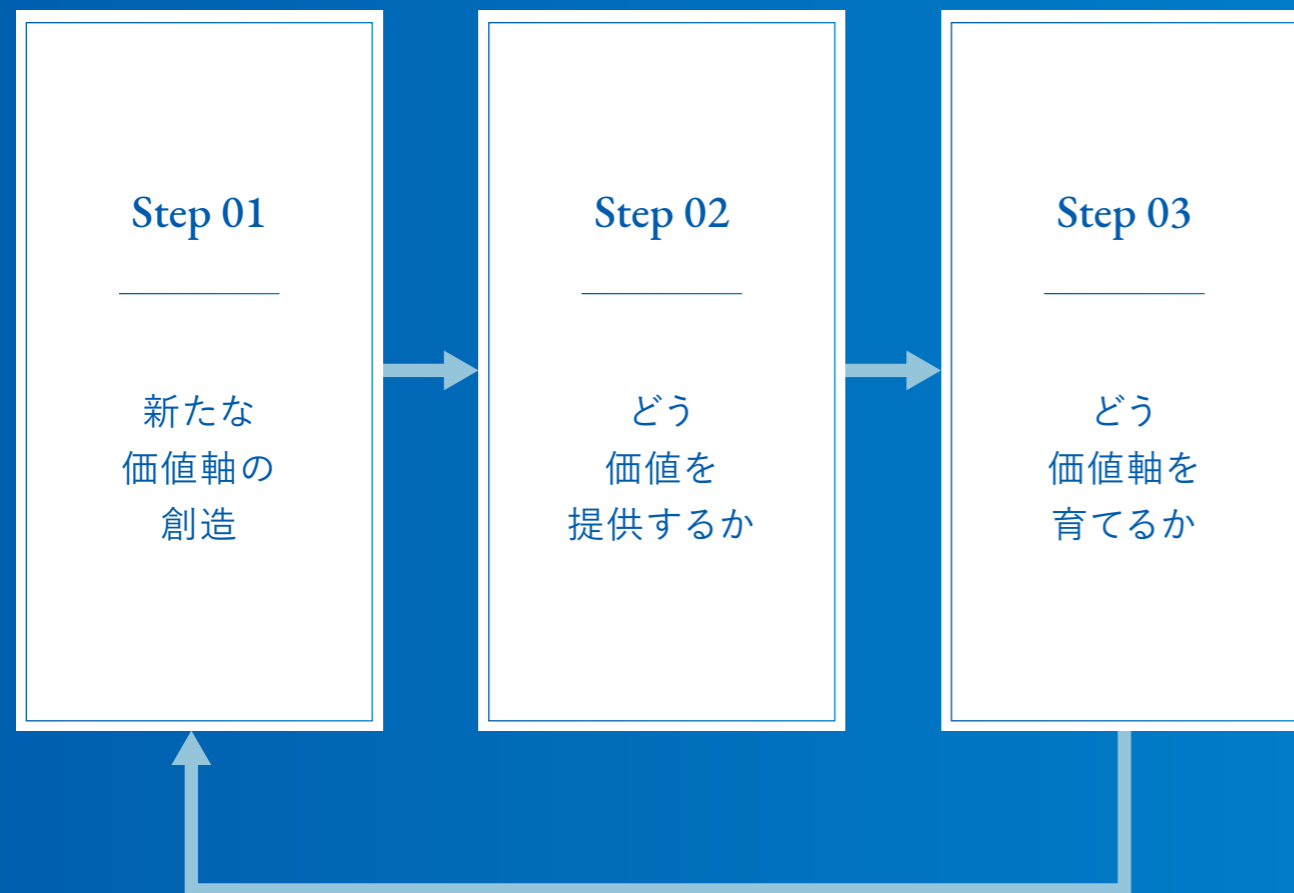 Step 01
新たな
価値軸の
創造
Step 02
どう
価値を
提供するか
Step 03
どう
価値軸を
育てるか